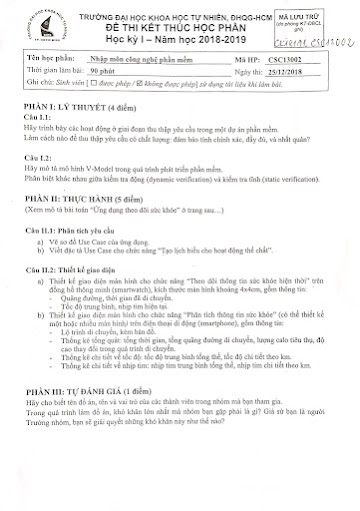 TRƯỜNG ĐẠI HỌC KHOA HỌC TỰ NHIÊN, ĐHQG-HCM
ĐỀ THI KẾT THÚC HỌC PHẦN
Học kỳ I – Năm học 2018-2019
MÃ LƯU TRỮ
(do phòng KT-ĐBCL ghi)
CK18191_CSC13002
Tên học phần: Nhập môn công nghệ phần mềm Mã HP: CSC13002
Thời gian làm bài: 90 phút Ngày thi: 25/12/2018
Ghi chú: Sinh viên [ được phép / không được phép] sử dụng tài liệu khi làm bài.
PHẦN I: LÝ THUYẾT (4 điểm)
Câu I.1:
Hãy trình bày các hoạt động ở giai đoạn thu thập yêu cầu trong một dự án phần mềm.
Làm cách nào để thu thập yêu cầu có chất lượng: đảm bảo tính chính xác, đầy đủ, và nhất quán?
Câu I.2:
Hãy mô tả mô hình V-Model trong quá trình phát triển phần mềm.
Phân biệt khác nhau giữa kiểm tra động (dynamic verification) và kiểm tra tĩnh (static verification).
PHẦN II: THỰC HÀNH (5 điểm)
(Xem mô tả bài toán “Ứng dụng theo dõi sức khỏe” ở trang sau…)
Câu II.1: Phân tích yêu cầu
a) Vẽ sơ đồ Use Case của ứng dụng.
b) Viết đặc tả Use Case cho chức năng “Tạo lịch biểu cho hoạt động thể chất”.
Câu II.2: Thiết kế giao diện
a) Thiết kế giao diện màn hình cho chức năng “Theo dõi thông tin sức khỏe hiện thời” trên
đồng hồ thông minh (smartwatch), kích thước màn hình khoảng 4x4cm, gồm thông tin:
- Quãng đường, thời gian đã di chuyển.
- Tốc độ trung bình, nhịp tim hiện tại.
b) Thiết kế giao diện màn hình cho chức năng “Phân tích thông tin sức khỏe” (có thể thiết kế
một hoặc nhiều màn hình) trên điện thoại di động (smartphone), gồm thông tin:
- Lộ trình di chuyển, kèm bản đồ.
- Thống kê tổng quát: tổng thời gian, tổng quãng đường di chuyển, lượng calo tiêu thụ, độ
cao thay đổi trong quá trình di chuyển.
- Thống kê chi tiết về tốc độ: tốc độ trung bình tổng thể, tốc độ chi tiết theo km.
- Thống kê chi tiết về nhịp tim: nhịp tim trung bình tổng thể, nhịp tim chi tiết theo km.
PHẦN III: TỰ ĐÁNH GIÁ (1 điểm)
Hãy cho biết tên đồ án, tên và vai trò của các thành viên trong nhóm mà bạn tham gia.
Trong quá trình làm đồ án, khó khăn lớn nhất mà nhóm bạn gặp phải là gì? Giả sử bạn là người
Trưởng nhóm, bạn sẽ giải quyết những khó khăn này như thế nào?